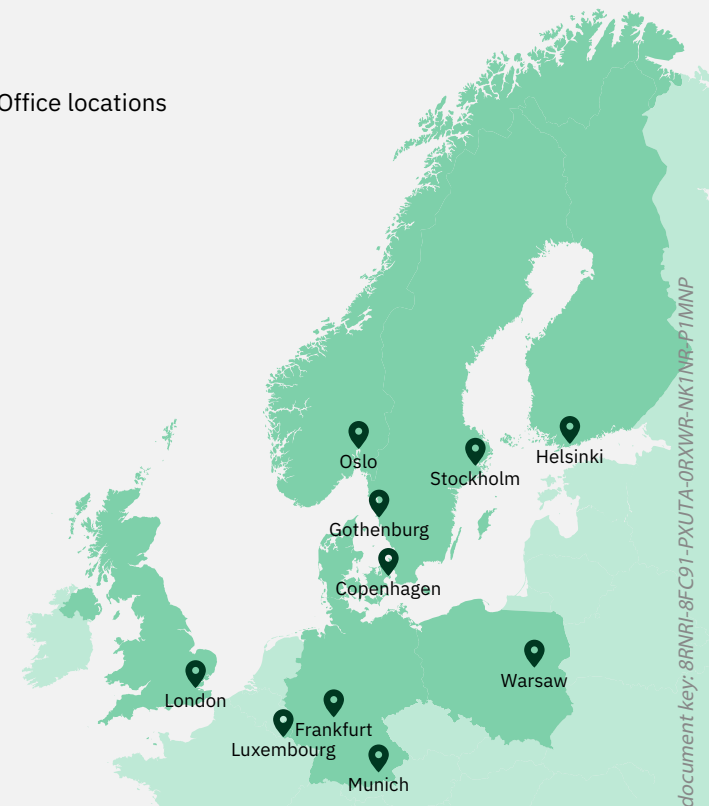 Office locations
Oslo
Helsinki
Stockholm
Gothenburg
Copenhagen
Warsaw
London
Frankfurt
Luxembourg
Munich
document key: 8RNRI-8FC91-PXUTA-0RXWR-NK1NR-P1MNP